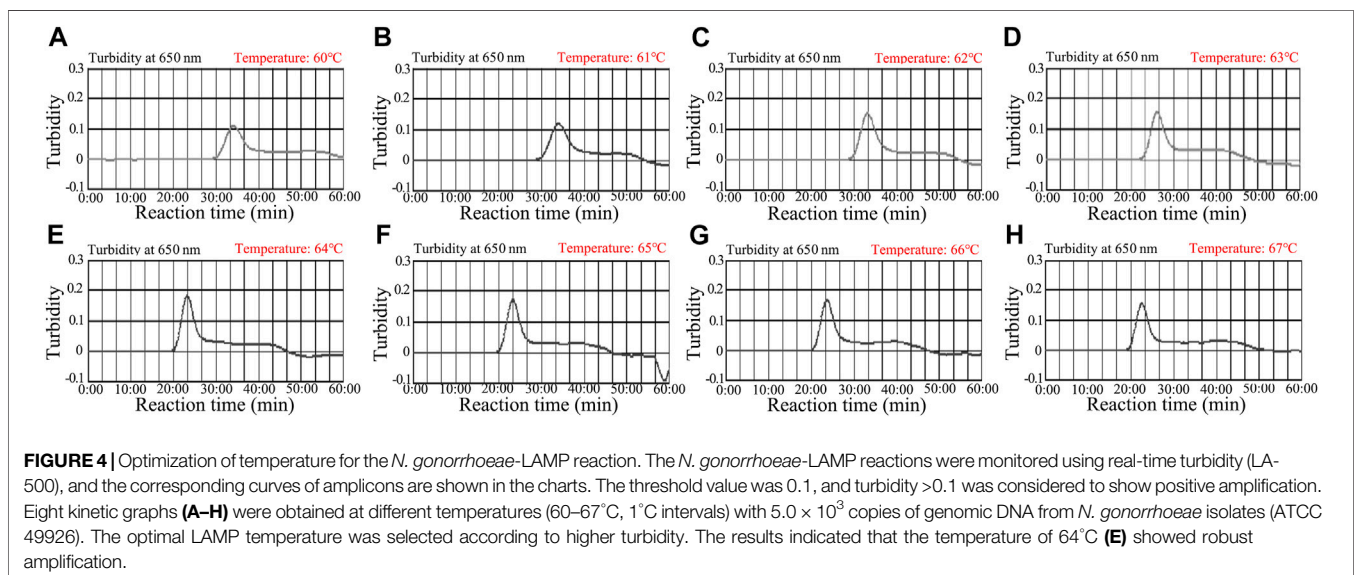 A
Turbidity at 650 nm Temperature: 60°C
0.3
0.2
0.1
0
-0.1
Turbidity
0:00 10:00 20:00 30:00 40:00 50:00 60:00
Reaction time (min)
B
Turbidity at 650 nm Temperature: 61°C
0.3
0.2
0.1
0
-0.1
Turbidity
0:00 10:00 20:00 30:00 40:00 50:00 60:00
Reaction time (min)
C
Turbidity at 650 nm Temperature: 62°C
0.3
0.2
0.1
0
-0.1
Turbidity
0:00 10:00 20:00 30:00 40:00 50:00 60:00
Reaction time (min)
D
Turbidity at 650 nm Temperature: 63°C
0.3
0.2
0.1
0
-0.1
Turbidity
0:00 10:00 20:00 30:00 40:00 50:00 60:00
Reaction time (min)
E
Turbidity at 650 nm Temperature: 64°C
0.3
0.2
0.1
0
-0.1
Turbidity
0:00 10:00 20:00 30:00 40:00 50:00 60:00
Reaction time (min)
F
Turbidity at 650 nm Temperature: 65°C
0.3
0.2
0.1
0
-0.1
Turbidity
0:00 10:00 20:00 30:00 40:00 50:00 60:00
Reaction time (min)
G
Turbidity at 650 nm Temperature: 66°C
0.3
0.2
0.1
0
-0.1
Turbidity
0:00 10:00 20:00 30:00 40:00 50:00 60:00
Reaction time (min)
H
Turbidity at 650 nm Temperature: 67°C
0.3
0.2
0.1
0
-0.1
Turbidity
0:00 10:00 20:00 30:00 40:00 50:00 60:00
Reaction time (min)
FIGURE 4 | Optimization of temperature for the N. gonorrhoeae-LAMP reaction. The N. gonorrhoeae-LAMP reactions were monitored using real-time turbidity (LA-
500), and the corresponding curves of amplicons are shown in the charts. The threshold value was 0.1, and turbidity >0.1 was considered to show positive amplification.
Eight kinetic graphs (A–H) were obtained at different temperatures (60–67°C, 1°C intervals) with 5.0 × 10³ copies of genomic DNA from N. gonorrhoeae isolates (ATCC
49926). The optimal LAMP temperature was selected according to higher turbidity. The results indicated that the temperature of 64°C (E) showed robust
amplification.